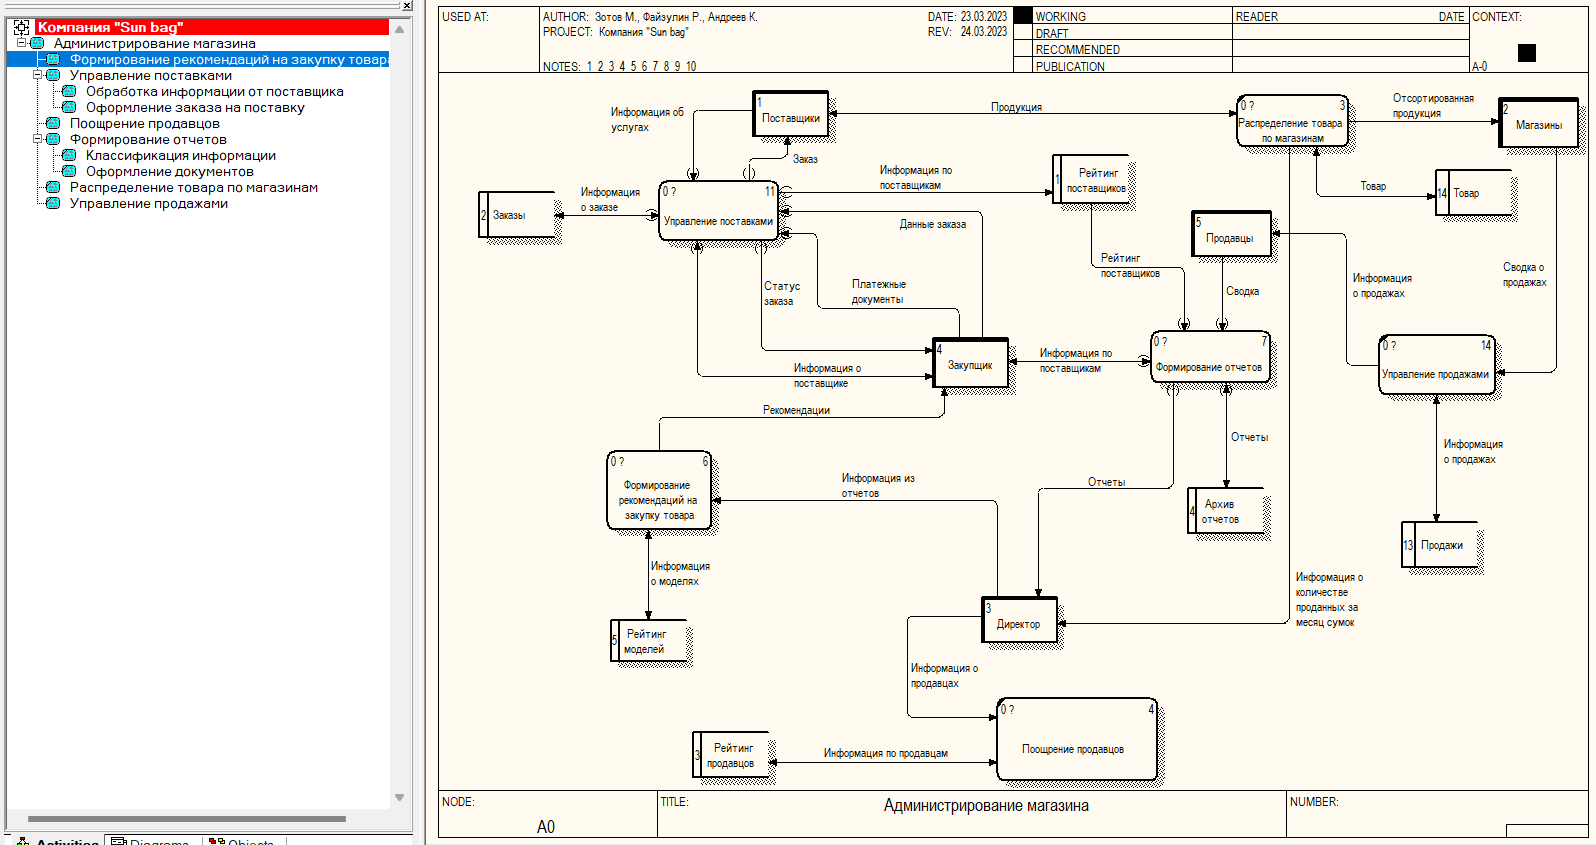 Компания "Sun bag"
Администрирование магазина
Формирование рекомендаций на закупку товар
Управление поставками
Обработка информации от поставщика
Оформление заказа на поставку
Поощрение продавцов
Формирование отчетов
Классификация информации
Оформление документов
Распределение товара по магазинам
Управление продажами
Activities
Diagrams
Objects
USED AT:
AUTHOR: Зотов М., Файзулин Р., Андреев К.
DATE: 23.03.2023
PROJECT: Компания "Sun bag"
REV: 24.03.2023
NOTES: 1 2 3 4 5 6 7 8 9 10
WORKING
DRAFT
RECOMMENDED
PUBLICATION
READER
DATE
CONTEXT:
A-0
Информация об
услугах
1
Поставщики
Продукция
0 ?
3
Распределение товара
по магазинам
Отсортированная
продукция
2
Магазины
Заказ
0 ?
11
Управление поставками
Информация по
поставщикам
1
Рейтинг
поставщиков
Товар
14
Товар
2
Заказы
Информация
о заказе
Данные заказа
5
Продавцы
Рейтинг
поставщиков
Сводка
Информация
о продажах
Сводка о
продажах
Статус
заказа
Платежные
документы
4
Закупщик
Информация о
поставщике
Информация по
поставщикам
0 ?
7
Формирование отчетов
0 ?
14
Управление продажами
Рекомендации
0 ?
6
Формирование
рекомендаций на
закупку товара
Информация из
отчетов
Отчеты
Отчеты
4
Архив
отчетов
Информация
о продажах
13
Продажи
Информация
о моделях
5
Рейтинг
моделей
3
Директор
Информация о
количестве
проданных за
месяц сумок
Информация о
продавцах
0 ?
4
Поощрение продавцов
3
Рейтинг
продавцов
Информация по продавцам
NODE:
A0
TITLE:
Администрирование магазина
NUMBER: